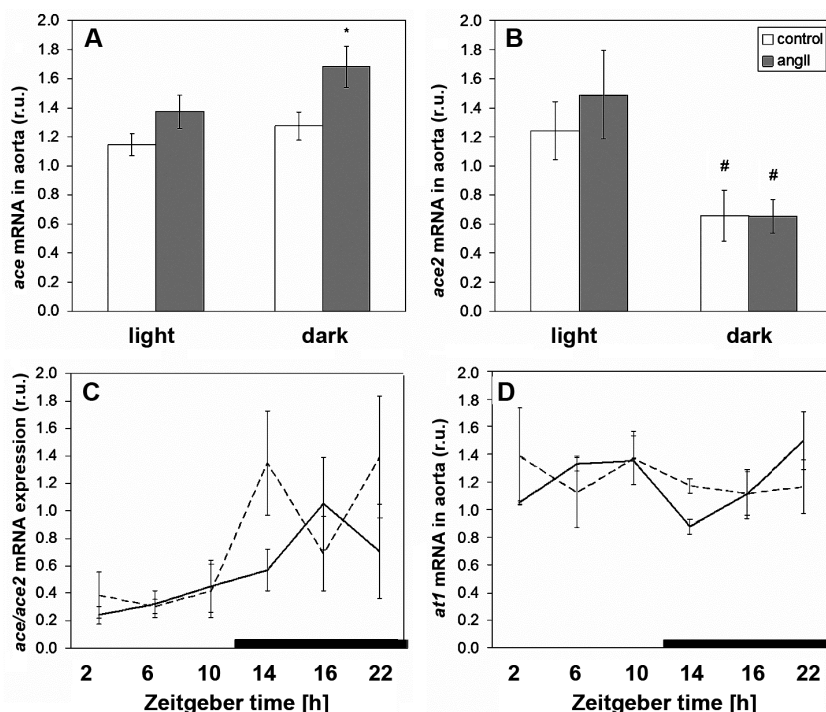 A
ace mRNA in aorta (r.u.)
2.0
1.8
1.6
1.4
1.2
1.0
0.8
0.6
0.4
0.2
0.0
*
light dark
B
ace2 mRNA in aorta (r.u.)
2.0
1.8
1.6
1.4
1.2
1.0
0.8
0.6
0.4
0.2
0.0
control
angII
# #
light dark
C
ace/ace2 mRNA expression (r.u.)
2.0
1.8
1.6
1.4
1.2
1.0
0.8
0.6
0.4
0.2
0.0
2 6 10 14 16 22
Zeitgeber time [h]
D
at1 mRNA in aorta (r.u.)
2.0
1.8
1.6
1.4
1.2
1.0
0.8
0.6
0.4
0.2
0.0
2 6 10 14 16 22
Zeitgeber time [h]